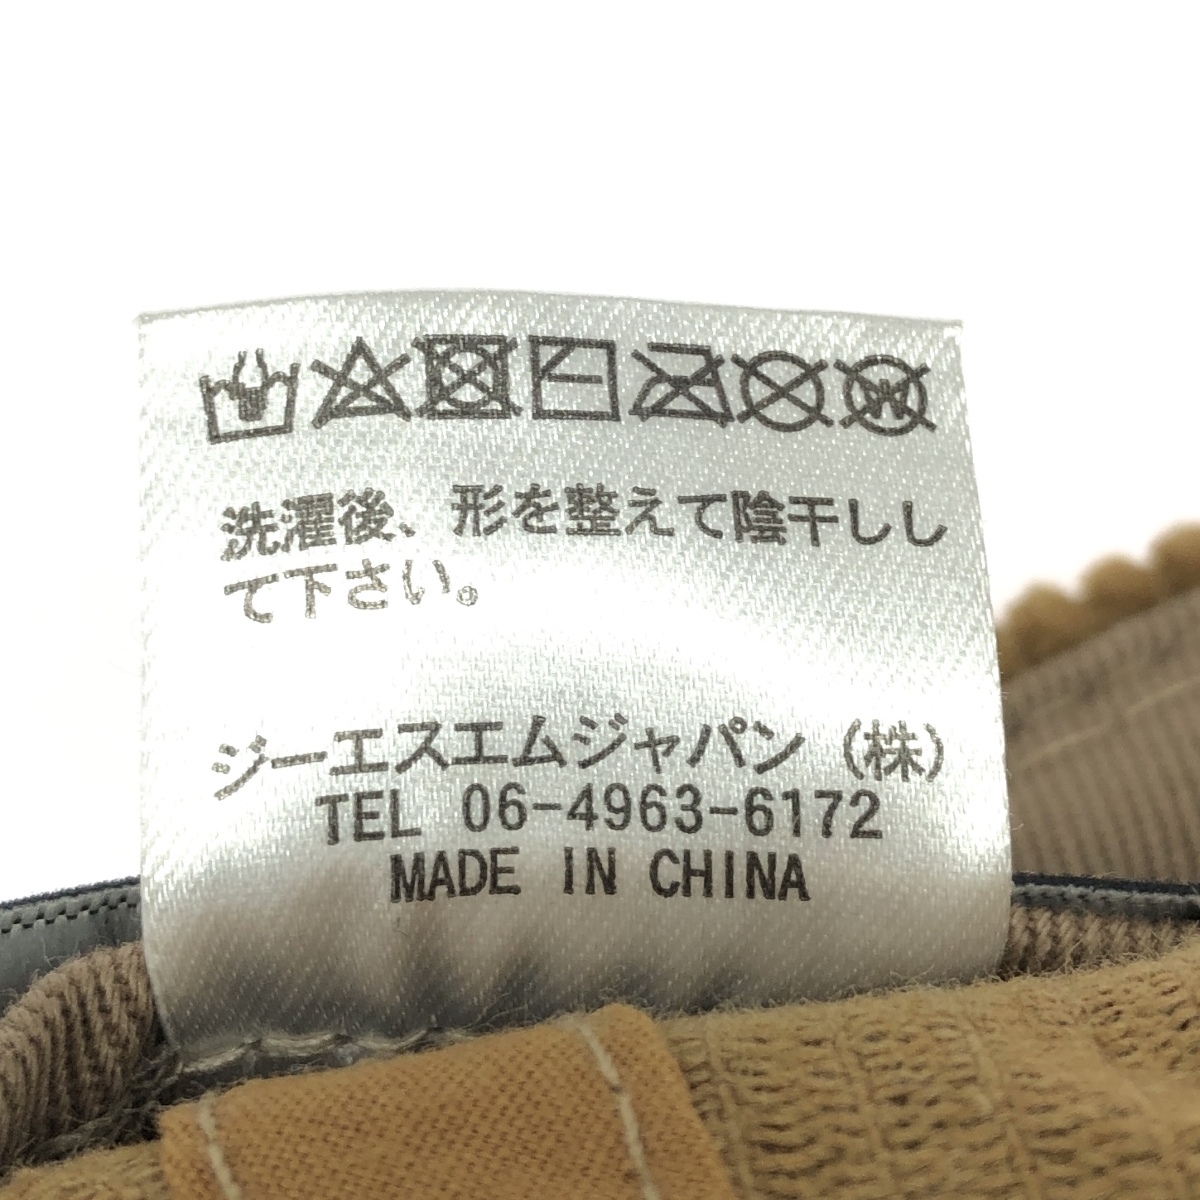 洗濯後、形を整えて陰干しし
て下さい。
ジーエスエムジャパン（株）
TEL 06-4963-6172
MADE IN CHINA